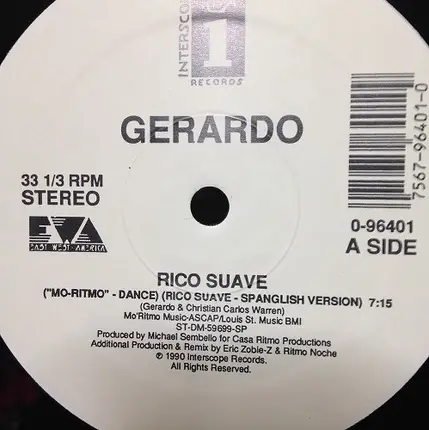 INTERSCOPE
1
RECORDS
GERARDO
33 1/3 RPM
STEREO
EVA
EAST WEST AMERICA
7567-96401-0
0-96401
A SIDE
RICO SUAVE
("MO-RITMO" - DANCE) (RICO SUAVE - SPANGLISH VERSION) 7:15
(Gerardo & Christian Carlos Warren)
Mo'Ritmo Music-ASCAP/Louis St. Music BMI
ST-DM-59699-SP
Produced by Michael Sembello for Casa Ritmo Productions
Additional Production & Remix by Eric Zobie-Z & Ritmo Noche
℗ 1990 Interscope Records.
All Rights Reserved.